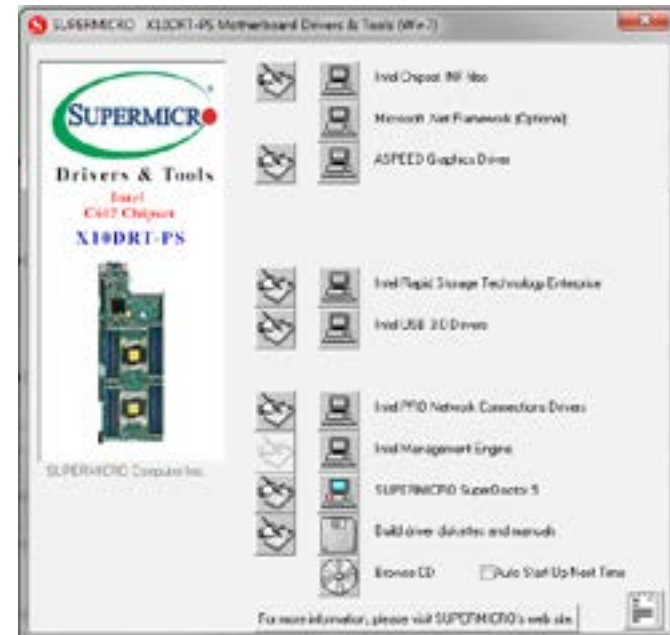 SUPERMICRO X10DRT-PS Motherboard Drivers & Tools (Win7)
SUPERMICRO
Drivers & Tools
Intel
C612 Chipset
X10DRT-PS
SUPERMICRO Computer Inc.
Intel Chipset INF files
Microsoft .Net Framework (Optional)
ASPEED Graphics Driver
Intel Rapid Storage Technology Enterprise
Intel USB 3.0 Drivers
Intel PRO Network Connections Drivers
Intel Management Engine
SUPERMICRO SuperDoctor 5
Build driver diskettes and manuals
Browse CD
Auto Start Up Next Time
For more information, please visit SUPERMICRO's web site.